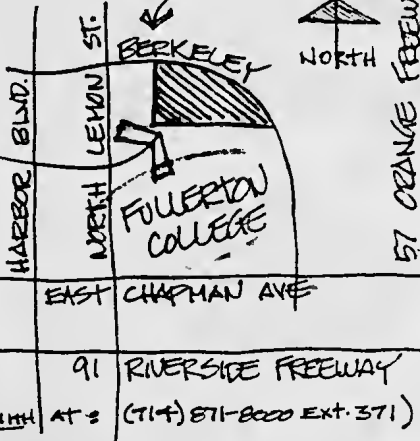 BERKELEY
NORTH
HARBOR BLVD.
NORTH LEMON ST.
FULLERTON
COLLEGE
57 ORANGE
EAST CHAPMAN AVE
91 RIVERSIDE FREEWAY
AT: (714) 871-8000 EXT. 371)